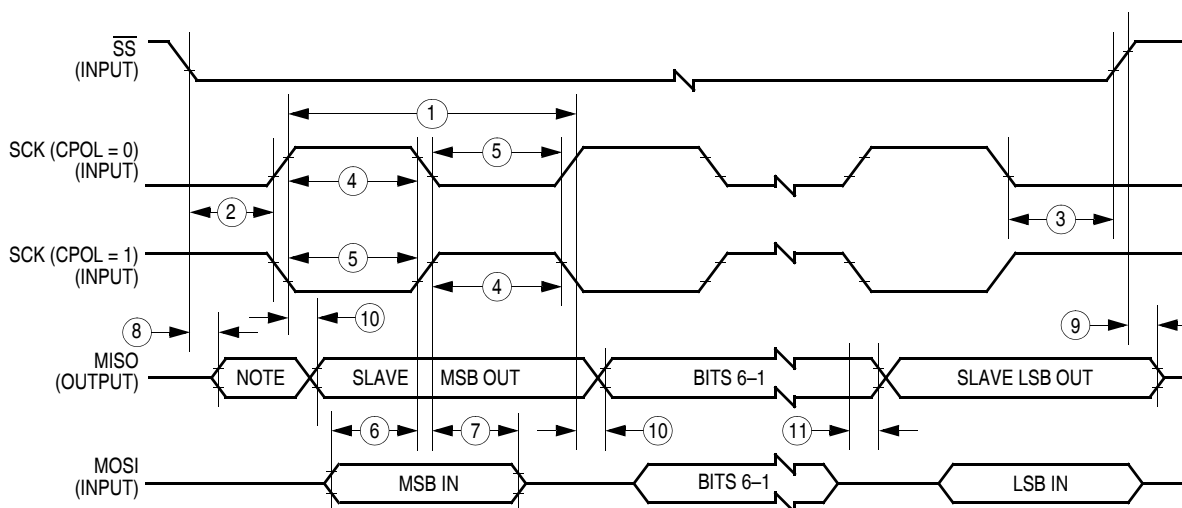 SS
(INPUT)
1
SCK (CPOL = 0)
(INPUT)
5
4
2
3
SCK (CPOL = 1)
(INPUT)
5
4
8
10
9
MISO
(OUTPUT)
NOTE
SLAVE
MSB OUT
BITS 6–1
SLAVE LSB OUT
6
7
10
11
MOSI
(INPUT)
MSB IN
BITS 6–1
LSB IN